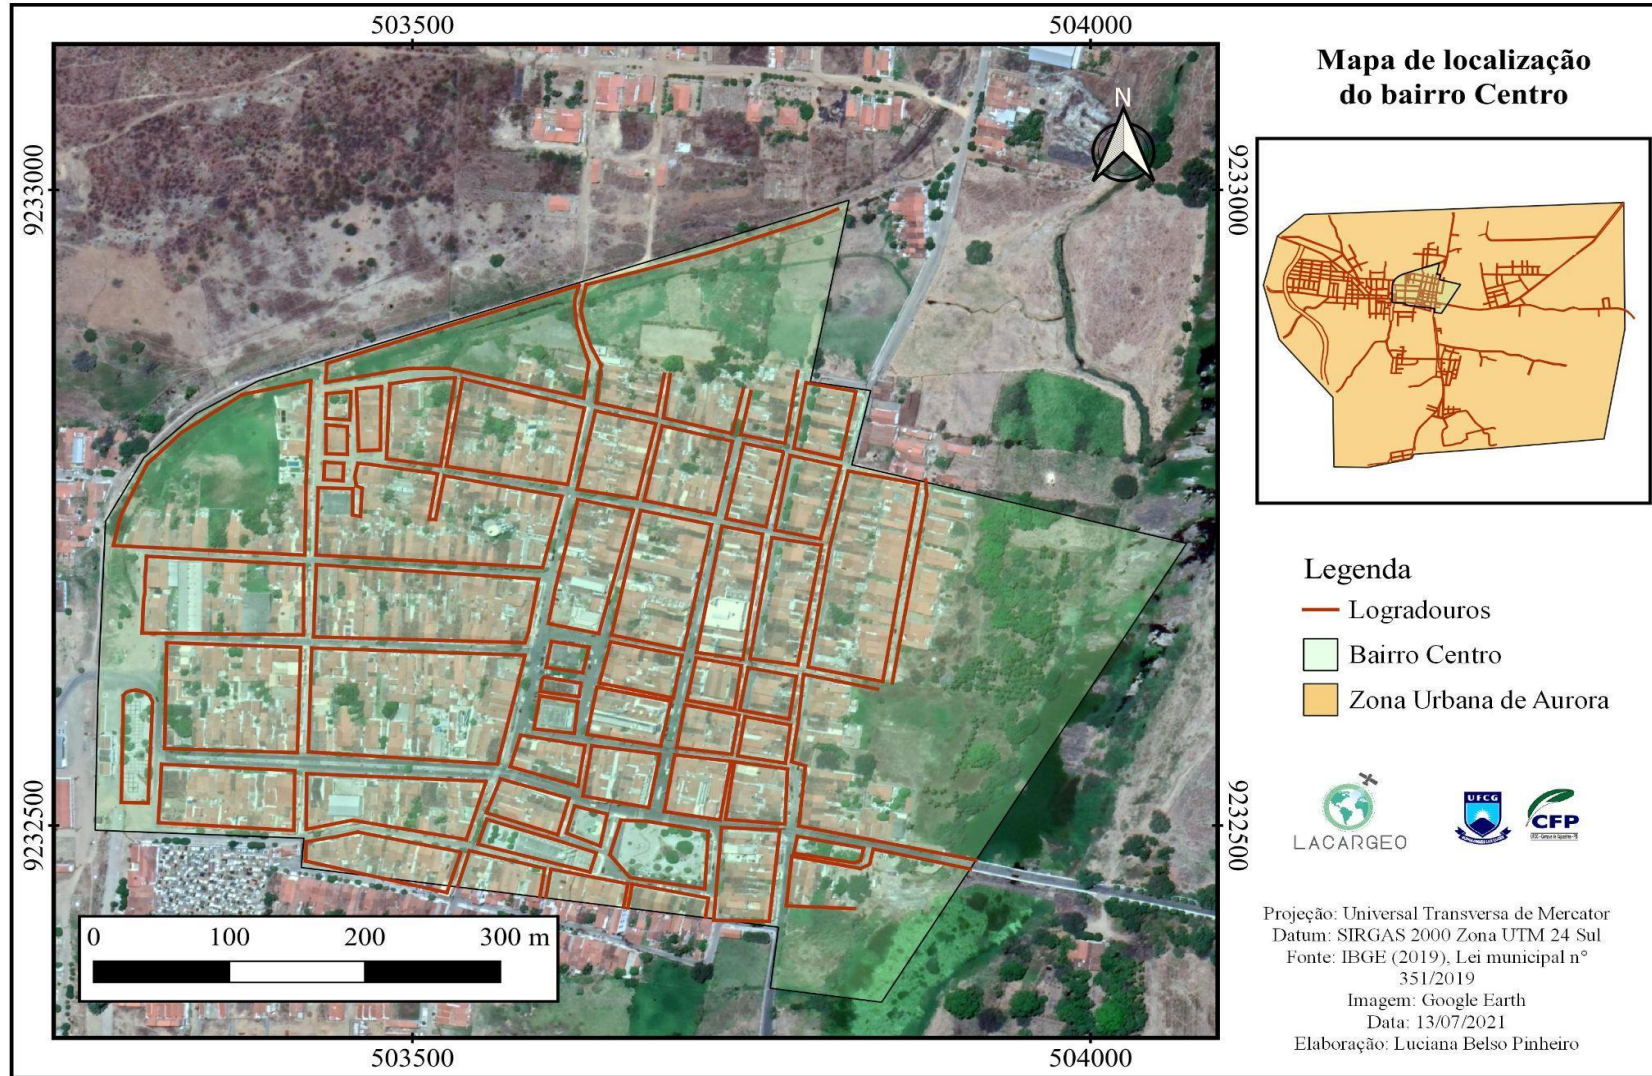 503500
504000
Mapa de localização
do bairro Centro
N
9233000
9233000
Legenda
Logradouros
Bairro Centro
Zona Urbana de Aurora
9232500
9232500
LACARGEO
UFCG
CFP
0 100 200 300 m
Projeção: Universal Transversa de Mercator
Datum: SIRGAS 2000 Zona UTM 24 Sul
Fonte: IBGE (2019), Lei municipal n°
351/2019
Imagem: Google Earth
Data: 13/07/2021
Elaboração: Luciana Belso Pinheiro
503500
504000